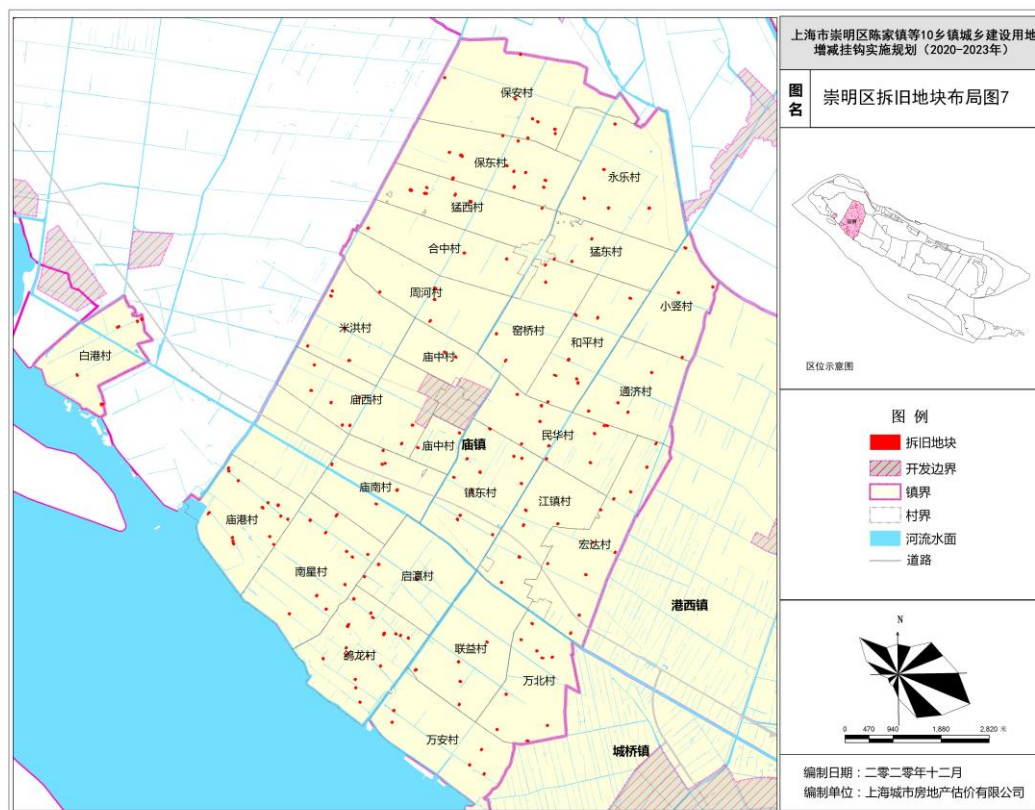 上海市崇明区陈家镇等10乡镇城乡建设用地
增减挂钩实施规划（2020-2023年）
图名
崇明区拆旧地块布局图7
保安村
保东村
永乐村
猛西村
合中村
猛东村
周河村
小竖村
米洪村
窑桥村
和平村
白港村
庙中村
庙西村
通济村
庙中村
庙镇
民华村
庙南村
镇东村
江镇村
庙港村
宏达村
南星村
启瀛村
港西镇
联益村
鸽龙村
万北村
万安村
城桥镇
区位示意图
图 例
拆旧地块
开发边界
镇界
村界
河流水面
道路
N
0 470 940 1,880 2,820 米
编制日期：二零二零年十二月
编制单位：上海城市房地产估价有限公司